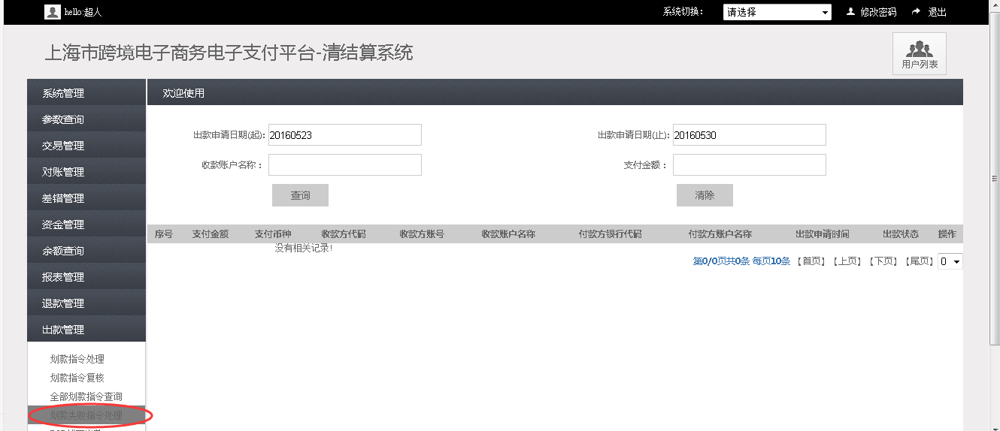 hello:超人 系统切换： 请选择 修改密码 退出
上海市跨境电子商务电子支付平台-清结算系统
用户列表
系统管理
参数查询
交易管理
对账管理
差错管理
资金管理
余额查询
报表管理
退款管理
出款管理
划款指令处理
划款指令复核
全部划款指令查询
划款失败指令处理
欢迎使用
出款申请日期(起): 20160523 出款申请日期(止): 20160530
收款账户名称： 支付金额：
查询 清除
序号 支付金额 支付币种 收款方代码 收款方账号 收款账户名称 付款方银行代码 付款方账户名称 出款申请时间 出款状态 操作
没有相关记录!
第0/0页共0条 每页10条 【首页】【上页】【下页】【尾页】 0